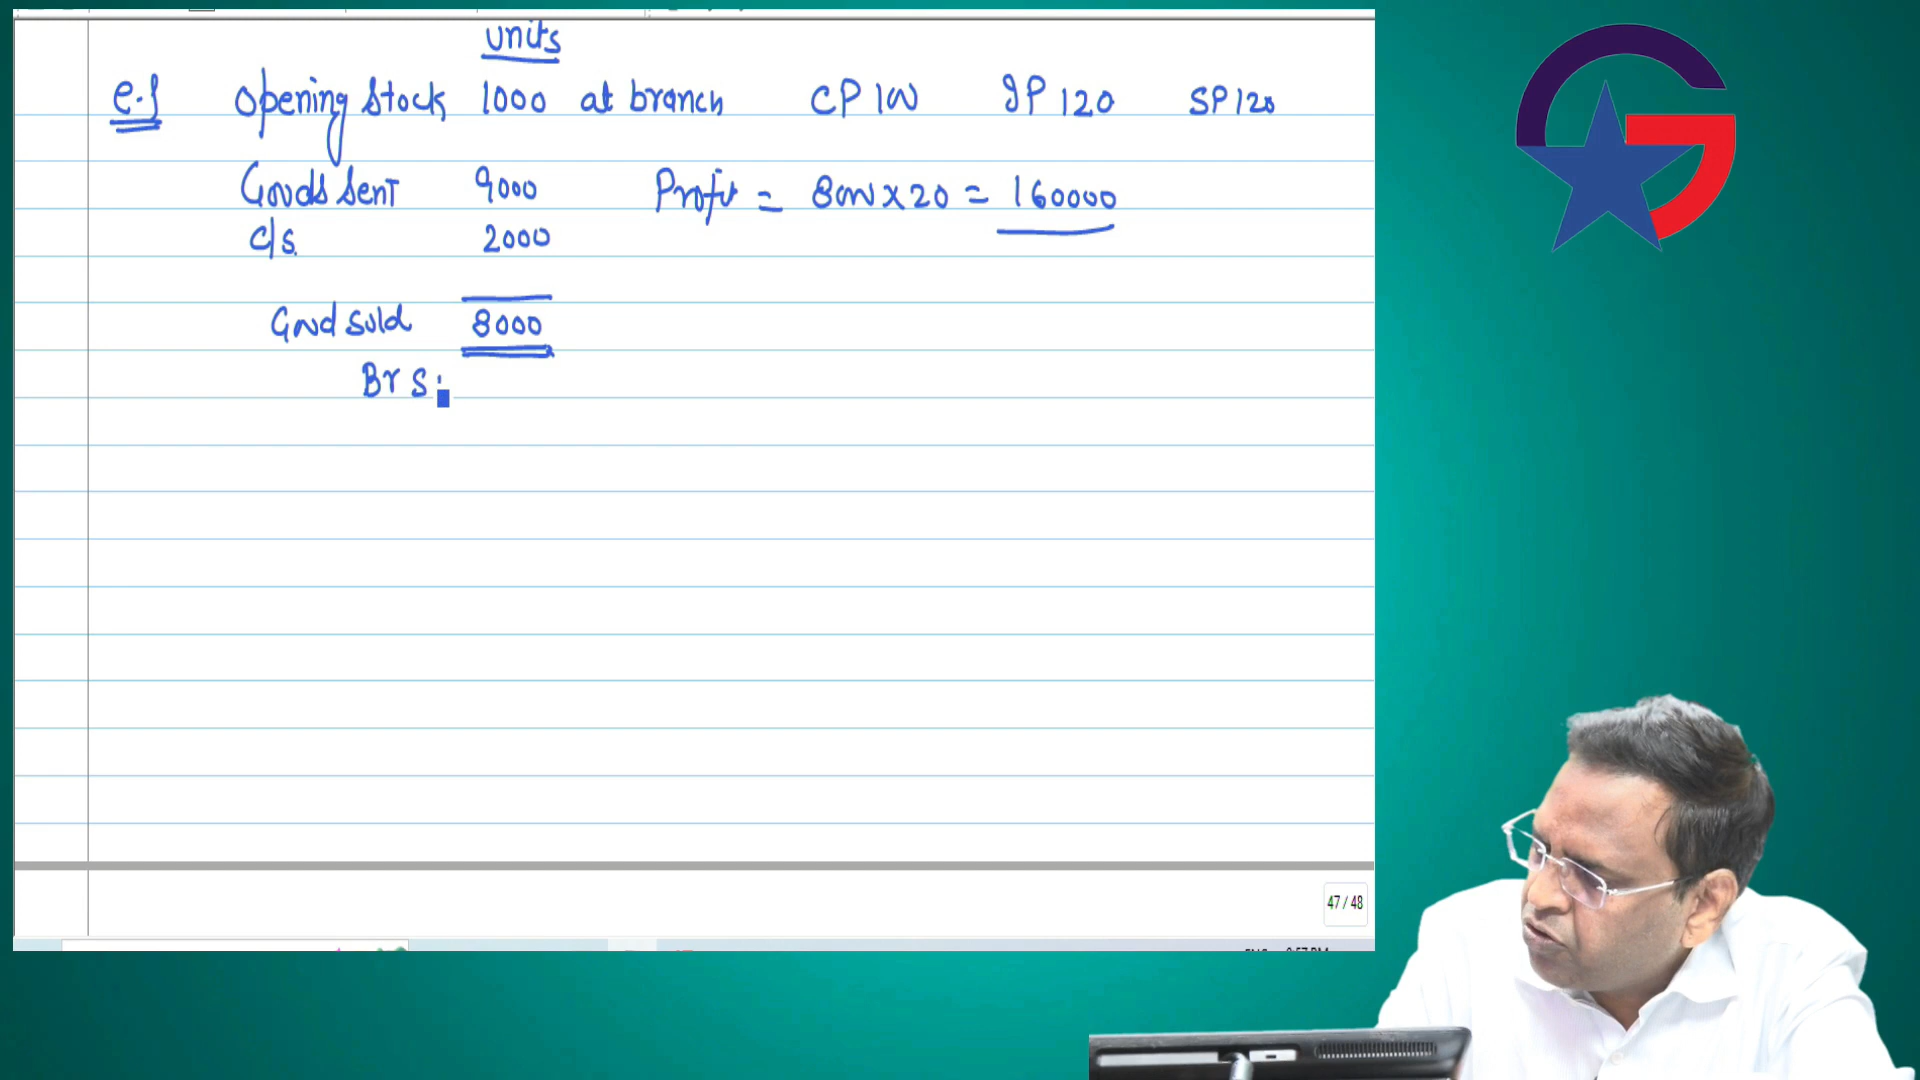 units
e.g Opening Stock 1000 at branch CP 100 IP 120 SP 120
Goods Sent 9000 Profit = 8000 x 20 = 160000
c/s. 2000
Good sold 8000
Br S
47 / 48